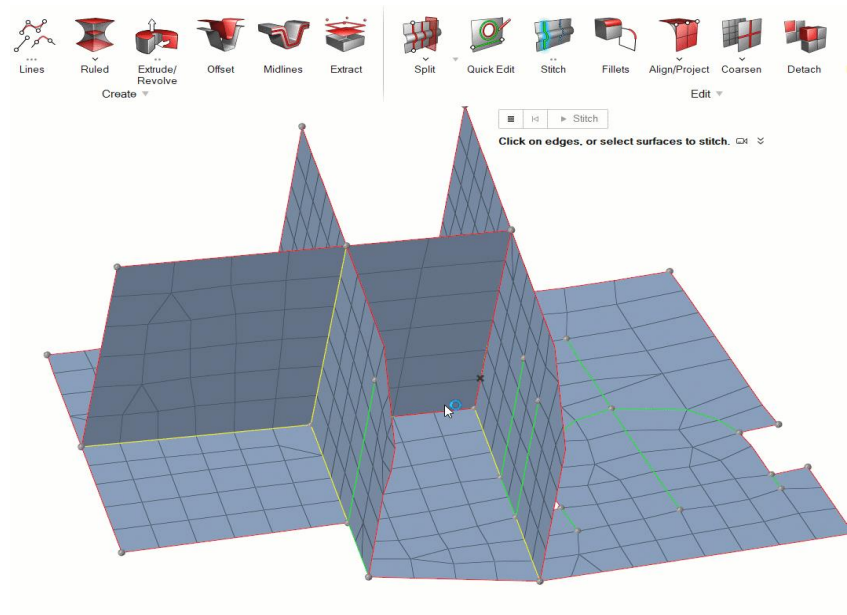 Lines
Ruled
Extrude/
Revolve
Offset
Midlines
Extract
Split
Quick Edit
Stitch
Fillets
Align/Project
Coarsen
Detach
Create
Edit
Stitch
Click on edges, or select surfaces to stitch.